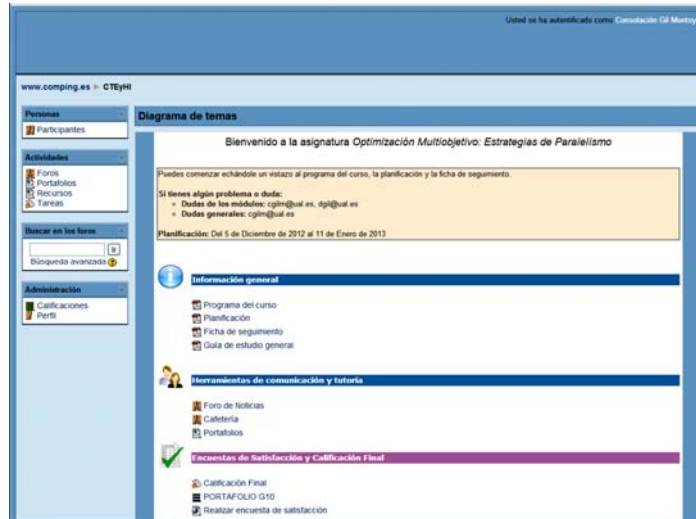 Usted se ha autentificado como Consolación Gil Montoy
www.comping.es ► CTEyHI
Personas
Participantes
Actividades
Foros
Portafolios
Recursos
Tareas
Buscar en los foros
Ir
Búsqueda avanzada
Administración
Calificaciones
Perfil
Diagrama de temas
Bienvenido a la asignatura Optimización Multiobjetivo: Estrategias de Paralelismo
Puedes comenzar echándole un vistazo al programa del curso, la planificación y la ficha de seguimiento.
Si tienes algún problema o duda:
Dudas de los módulos: cgilm@ual.es, dgil@ual.es
Dudas generales: cgilm@ual.es
Planificación: Del 5 de Diciembre de 2012 al 11 de Enero de 2013
Información general
Programa del curso
Planificación
Ficha de seguimiento
Guía de estudio general
Herramientas de comunicación y tutoría
Foro de Noticias
Cafetería
Portafolios
Encuestas de Satisfacción y Calificación Final
Calificación Final
PORTAFOLIO G10
Realizar encuesta de satisfacción